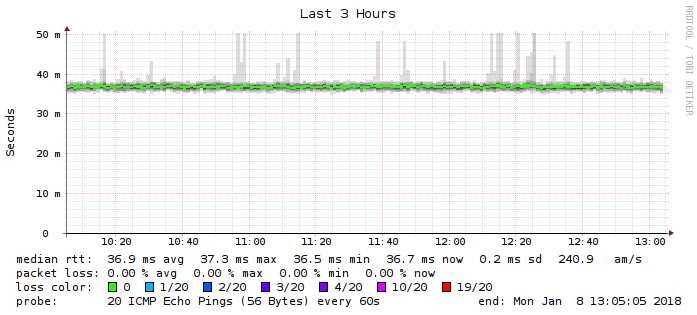 Last 3 Hours
RRDTOOL / TOBI OETIKER
Seconds
50 m
40 m
30 m
20 m
10 m
0
10:20 10:40 11:00 11:20 11:40 12:00 12:20 12:40 13:00
median rtt: 36.9 ms avg 37.3 ms max 36.5 ms min 36.7 ms now 0.2 ms sd 240.9 am/s
packet loss: 0.00 % avg 0.00 % max 0.00 % min 0.00 % now
loss color: 0 1/20 2/20 3/20 4/20 10/20 19/20
probe: 20 ICMP Echo Pings (56 Bytes) every 60s end: Mon Jan 8 13:05:05 2018